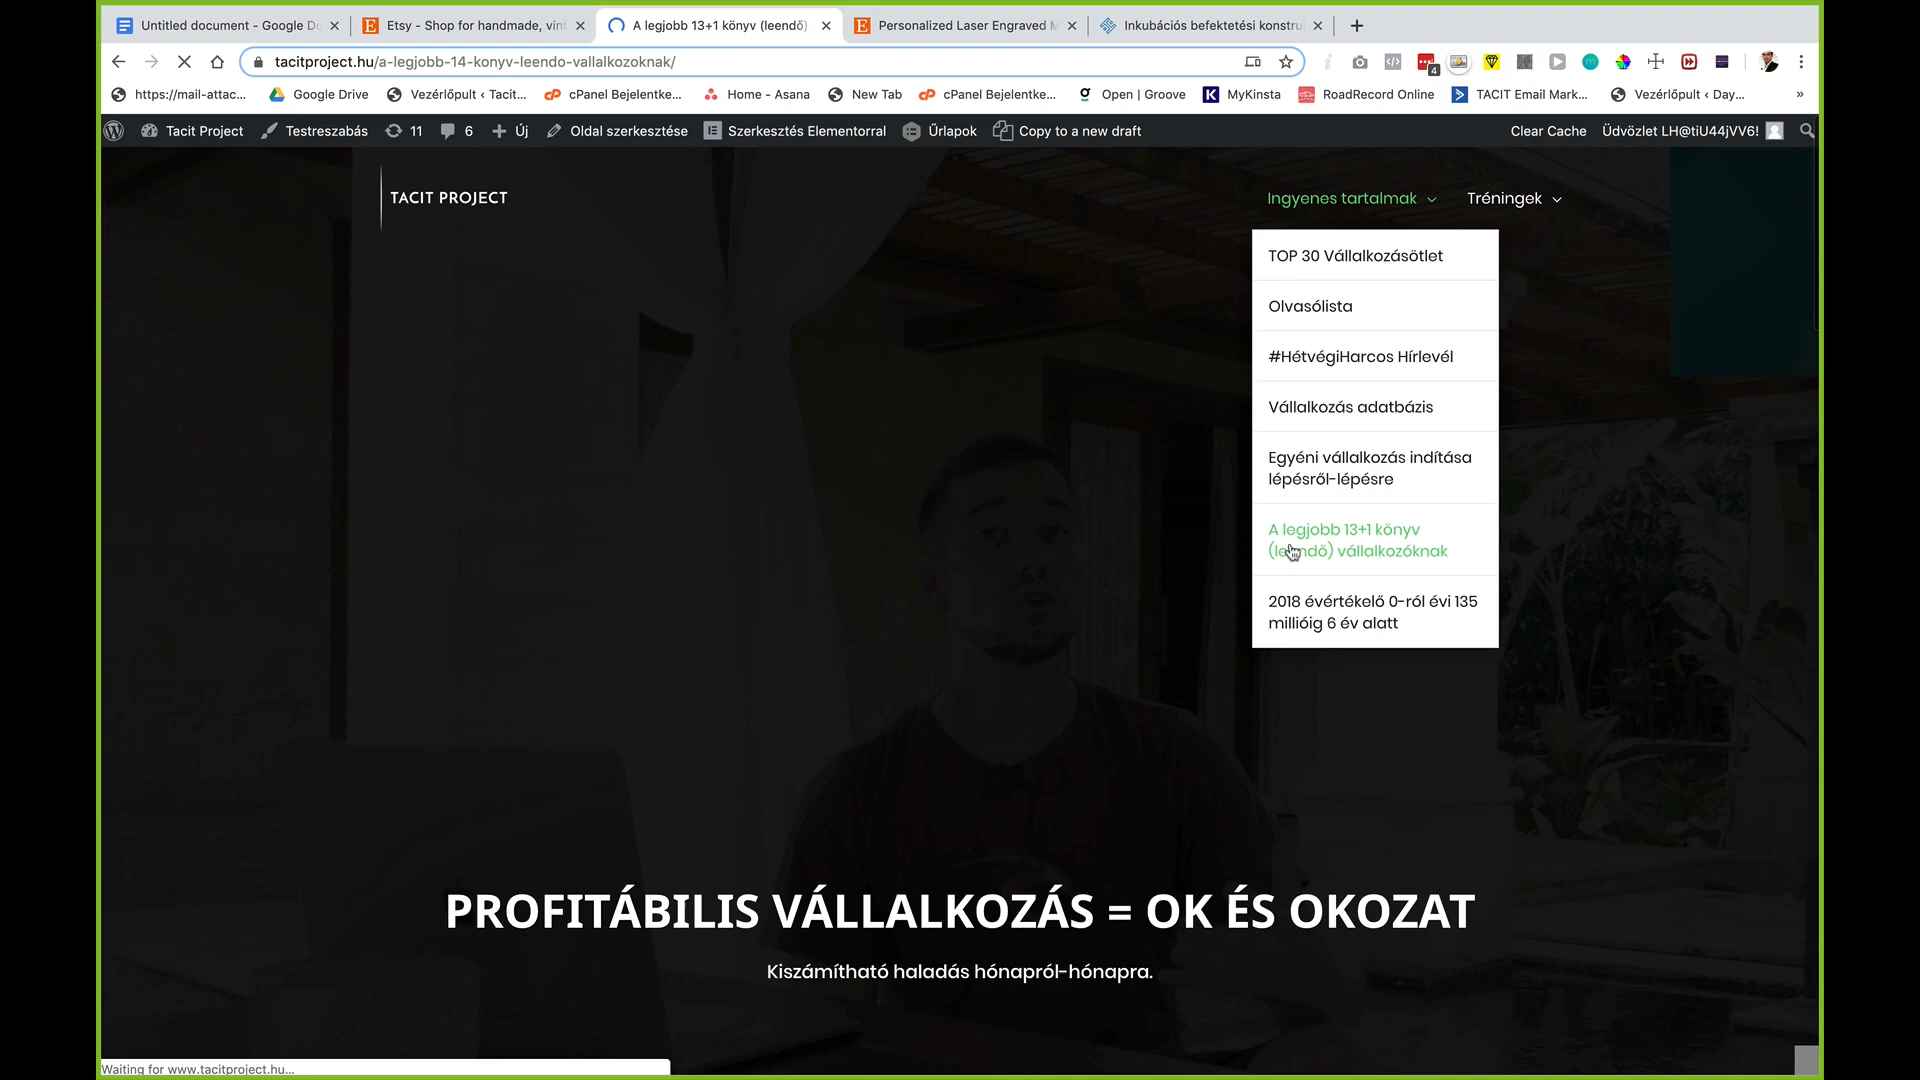 Untitled document - Google Do
Etsy - Shop for handmade, vint
A legjobb 13+1 könyv (leendő)
Personalized Laser Engraved M
Inkubációs befektetési konstru
tacitproject.hu/a-legjobb-14-konyv-leendo-vallalkozoknak/
4
https://mail-attac...
Google Drive
Vezérlőpult ‹ Tacit...
cPanel Bejelentke...
Home - Asana
New Tab
cPanel Bejelentke...
Open | Groove
MyKinsta
RoadRecord Online
TACIT Email Mark...
Vezérlőpult ‹ Day...
»
Tacit Project
Testreszabás
11
6
Új
Oldal szerkesztése
Szerkesztés Elementorral
Űrlapok
Copy to a new draft
Clear Cache
Üdvözlet LH@tiU44jVV6!
TACIT PROJECT
Ingyenes tartalmak
Tréningek
TOP 30 Vállalkozásötlet
Olvasólista
#HétvégiHarcos Hírlevél
Vállalkozás adatbázis
Egyéni vállalkozás indítása
lépésről-lépésre
A legjobb 13+1 könyv
(leendő) vállalkozóknak
2018 évértékelő 0-ról évi 135
millióig 6 év alatt
PROFITÁBILIS VÁLLALKOZÁS = OK ÉS OKOZAT
Kiszámítható haladás hónapról-hónapra.
Waiting for www.tacitproject.hu...